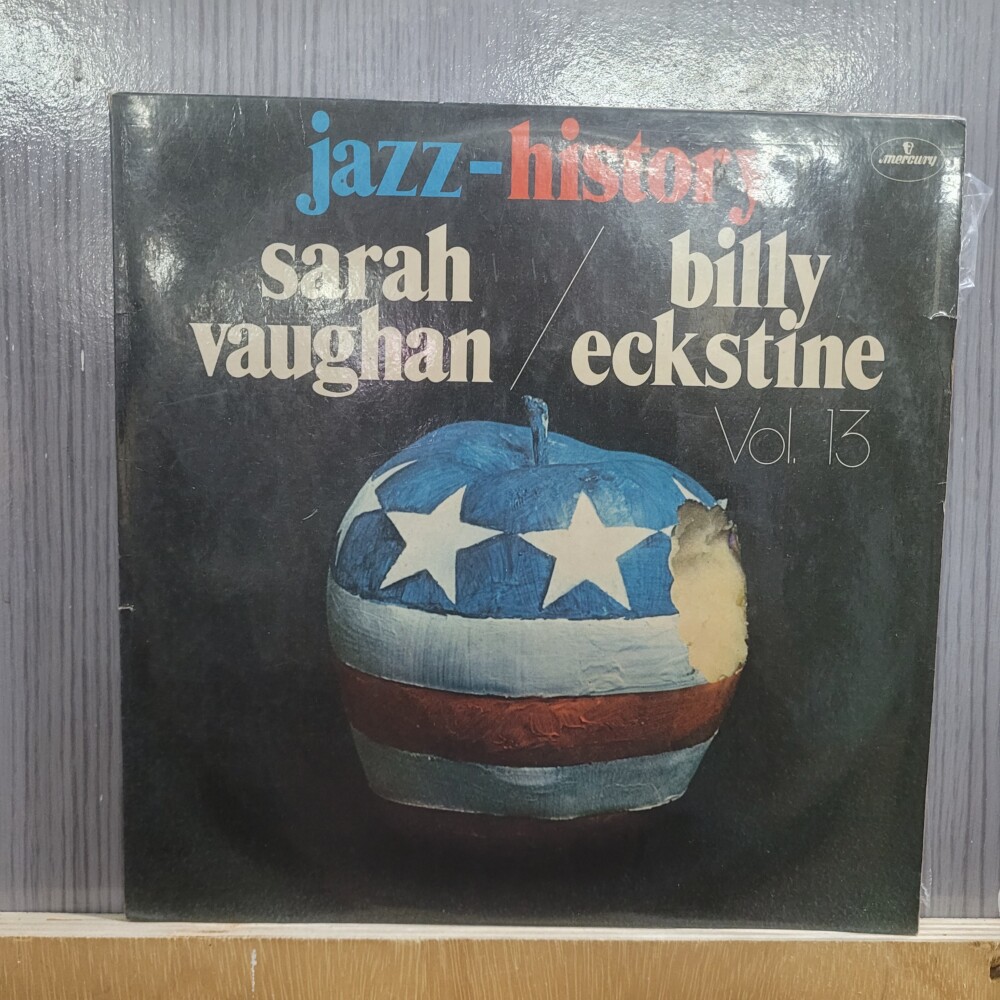 jazz-history
mercury
sarah / billy
vaughan eckstine
Vol. 13